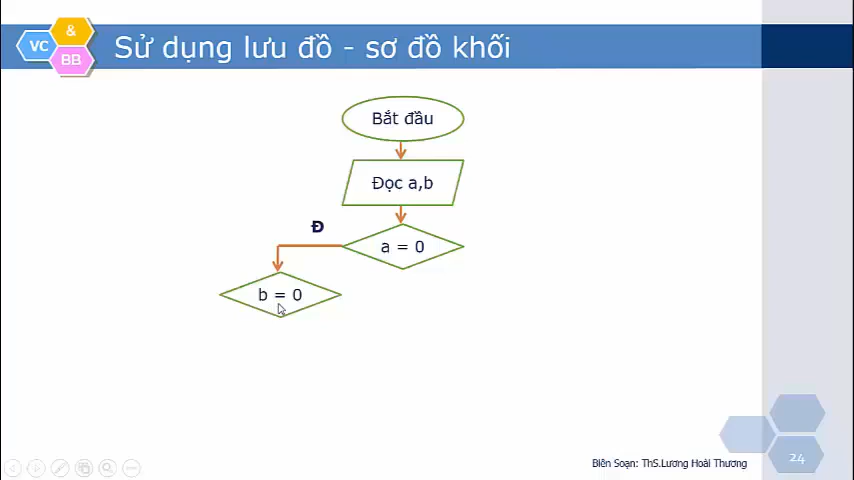 &
VC
BB
Sử dụng lưu đồ - sơ đồ khối
Bắt đầu
Đọc a,b
Đ
a = 0
b = 0
Biên Soạn: ThS.Lương Hoài Thương
24